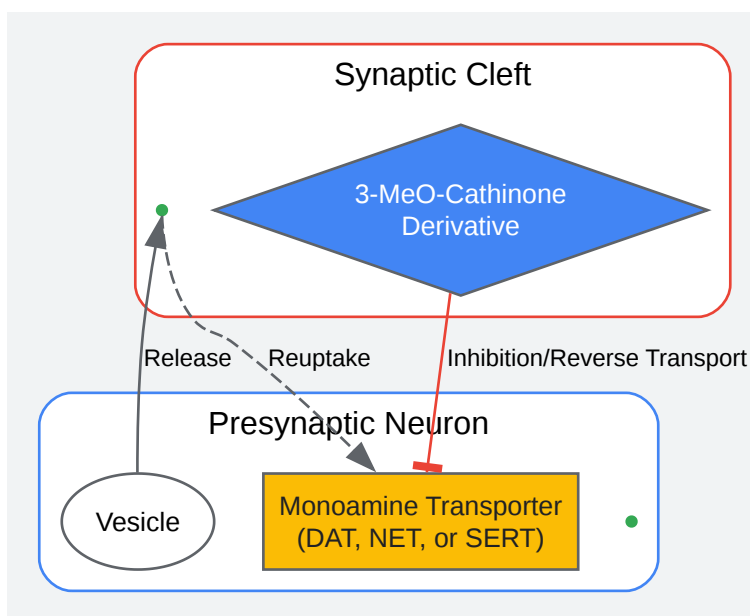 Synaptic Cleft
3-MeO-Cathinone
Derivative
Release
Reuptake
Inhibition/Reverse Transport
Presynaptic Neuron
Vesicle
Monoamine Transporter
(DAT, NET, or SERT)